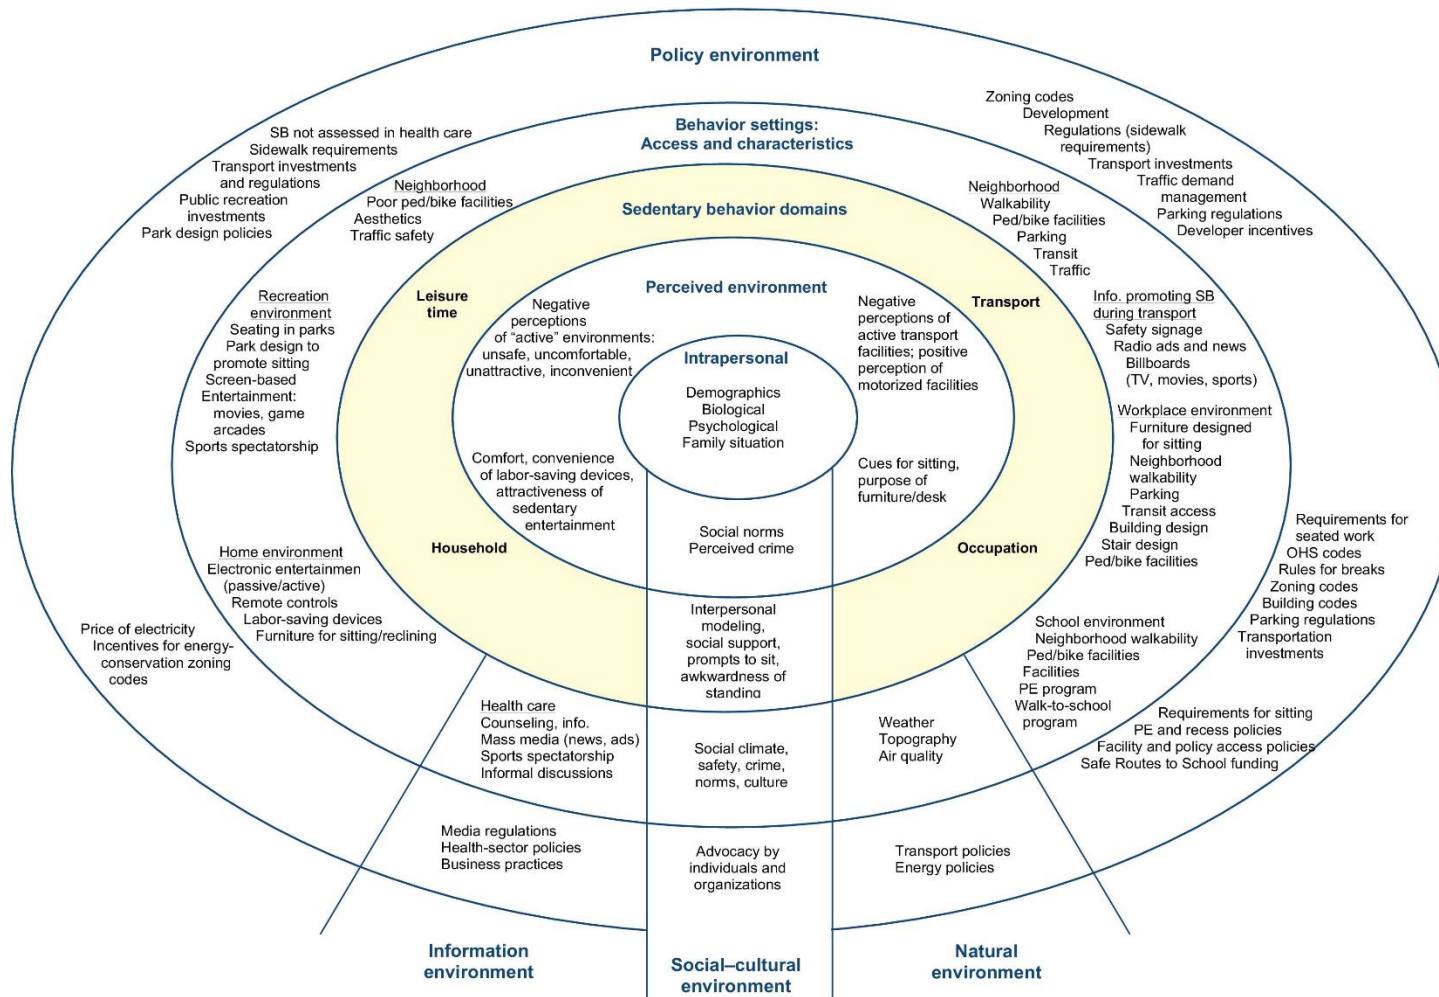 Policy environment
SB not assessed in health care
Sidewalk requirements
Transport investments
and regulations
Public recreation
investments
Park design policies
Zoning codes
Development
Regulations (sidewalk
requirements)
Transport investments
Traffic demand
management
Parking regulations
Developer incentives
Behavior settings:
Access and characteristics
Neighborhood
Poor ped/bike facilities
Aesthetics
Traffic safety
Neighborhood
Walkability
Ped/bike facilities
Parking
Transit
Traffic
Sedentary behavior domains
Recreation
environment
Seating in parks
Park design to
promote sitting
Screen-based
Entertainment:
movies, game
arcades
Sports spectatorship
Leisure
time
Perceived environment
Negative
perceptions
of “active” environments:
unsafe, uncomfortable,
unattractive, inconvenient
Negative
perceptions of
active transport
facilities; positive
perception of
motorized facilities
Transport
Info. promoting SB
during transport
Safety signage
Radio ads and news
Billboards
(TV, movies, sports)
Intrapersonal
Demographics
Biological
Psychological
Family situation
Workplace environment
Furniture designed
for sitting
Neighborhood
walkability
Parking
Transit access
Building design
Stair design
Ped/bike facilities
Comfort, convenience
of labor-saving devices,
attractiveness of
sedentary
entertainment
Cues for sitting,
purpose of
furniture/desk
Household
Social norms
Perceived crime
Occupation
Home environment
Electronic entertainmen
(passive/active)
Remote controls
Labor-saving devices
Furniture for sitting/reclining
Requirements for
seated work
OHS codes
Rules for breaks
Zoning codes
Building codes
Parking regulations
Transportation
investments
Price of electricity
Incentives for energy-
conservation zoning
codes
Interpersonal
modeling,
social support,
prompts to sit,
awkwardness of
standing
School environment
Neighborhood walkability
Ped/bike facilities
Facilities
PE program
Walk-to-school
program
Health care
Counseling, info.
Mass media (news, ads)
Sports spectatorship
Informal discussions
Social climate,
safety, crime,
norms, culture
Weather
Topography
Air quality
Requirements for sitting
PE and recess policies
Facility and policy access policies
Safe Routes to School funding
Media regulations
Health-sector policies
Business practices
Advocacy by
individuals and
organizations
Transport policies
Energy policies
Information
environment
Social–cultural
environment
Natural
environment